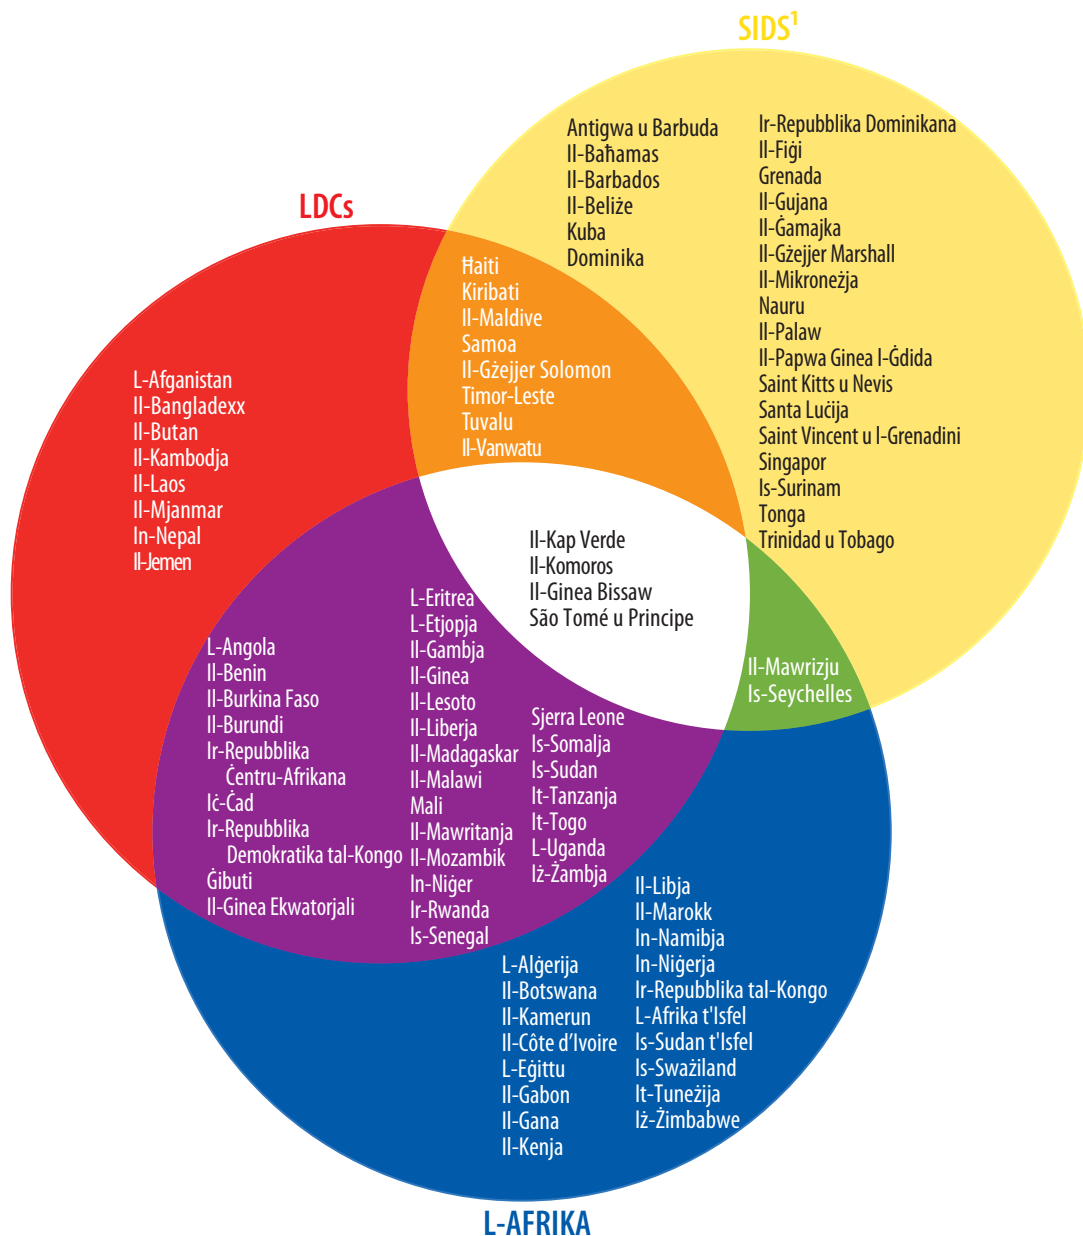 SIDS¹
Antigwa u Barbuda
Il-Baħamas
Il-Barbados
Il-Beliże
Kuba
Dominika
Ir-Repubblika Dominikana
Il-Fiġi
Grenada
Il-Gujana
Il-Ġamajka
Il-Gżejjer Marshall
Il-Mikroneżja
Nauru
Il-Palaw
Il-Papwa Ginea l-Ġdida
Saint Kitts u Nevis
Santa Luċija
Saint Vincent u l-Grenadini
Singapor
Is-Surinam
Tonga
Trinidad u Tobago
LDCs
Ħaiti
Kiribati
Il-Maldive
Samoa
Il-Gżejjer Solomon
Timor-Leste
Tuvalu
Il-Vanwatu
L-Afganistan
Il-Bangladexx
Il-Butan
Il-Kambodja
Il-Laos
Il-Mjanmar
In-Nepal
Il-Jemen
Il-Kap Verde
Il-Komoros
Il-Ginea Bissaw
São Tomé u Principe
Il-Mawrizju
Is-Seychelles
L-Angola
Il-Benin
Il-Burkina Faso
Il-Burundi
Ir-Repubblika
Ċentru-Afrikana
Iċ-Ċad
Ir-Repubblika
Demokratika tal-Kongo
Ġibuti
Il-Ginea Ekwatorjali
L-Eritrea
L-Etjopja
Il-Gambja
Il-Ginea
Il-Lesoto
Il-Liberja
Il-Madagaskar
Il-Malawi
Mali
Il-Mawritanja
Il-Mozambik
In-Niġer
Ir-Rwanda
Is-Senegal
Sjerra Leone
Is-Somalja
Is-Sudan
It-Tanzanja
It-Togo
L-Uganda
Iż-Żambja
L-Alġerija
Il-Botswana
Il-Kamerun
Il-Côte d’Ivoire
L-Eġittu
Il-Gabon
Il-Gana
Il-Kenja
Il-Libja
Il-Marokk
In-Namibja
In-Niġerja
Ir-Repubblika tal-Kongo
L-Afrika t'Isfel
Is-Sudan t'Isfel
Is-Sważiland
It-Tuneżija
Iż-Żimbabwe
L-AFRIKA